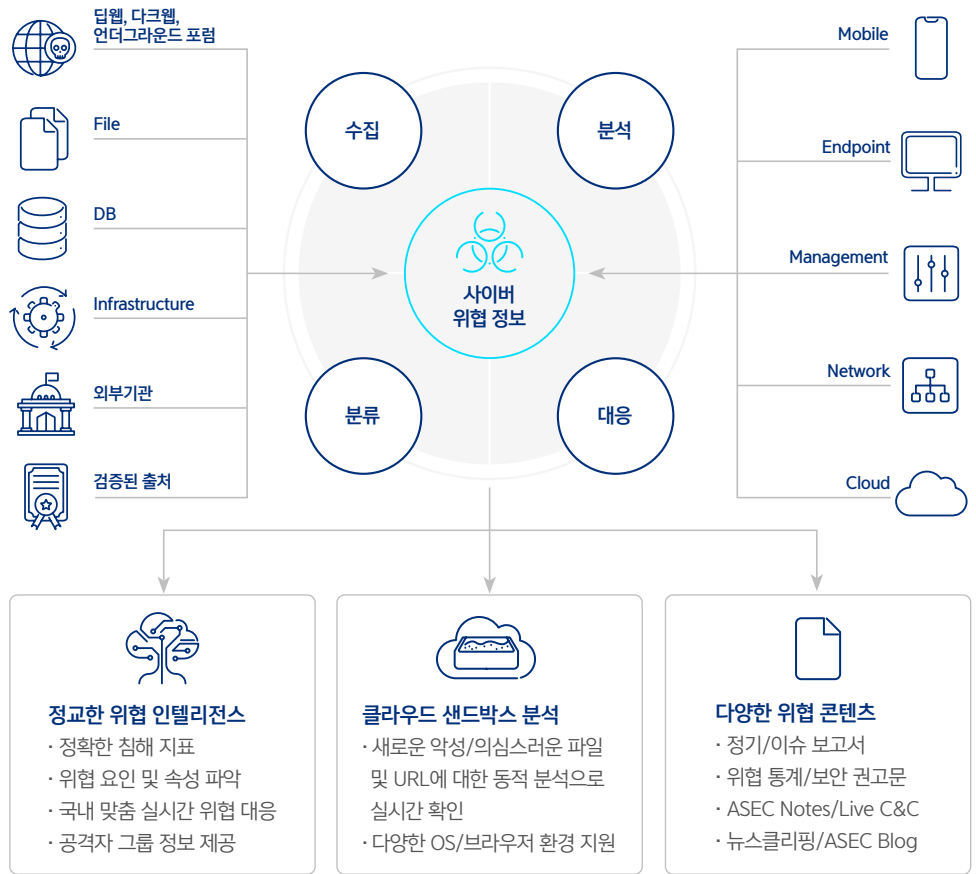 딥웹, 다크웹,
언더그라운드 포럼
File
DB
Infrastructure
외부기관
검증된 출처
수집
분석
사이버
위협 정보
분류
대응
Mobile
Endpoint
Management
Network
Cloud
정교한 위협 인텔리전스
· 정확한 침해 지표
· 위협 요인 및 속성 파악
· 국내 맞춤 실시간 위협 대응
· 공격자 그룹 정보 제공
클라우드 샌드박스 분석
· 새로운 악성/의심스러운 파일
및 URL에 대한 동적 분석으로
실시간 확인
· 다양한 OS/브라우저 환경 지원
다양한 위협 콘텐츠
· 정기/이슈 보고서
· 위협 통계/보안 권고문
· ASEC Notes/Live C&C
· 뉴스클리핑/ASEC Blog